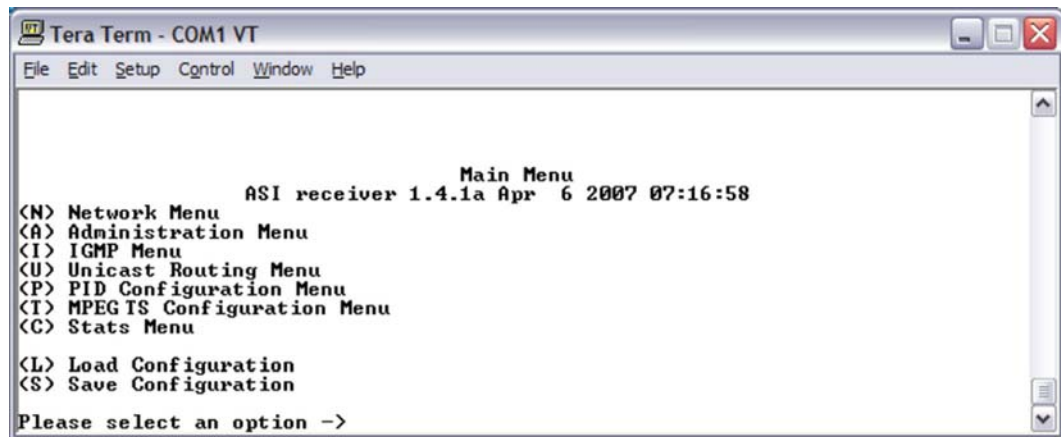 Tera Term - COM1 VT
File Edit Setup Control Window Help
Main Menu
ASI receiver 1.4.1a Apr  6 2007 07:16:58
(N) Network Menu
(A) Administration Menu
(I) IGMP Menu
(U) Unicast Routing Menu
(P) PID Configuration Menu
(T) MPEG TS Configuration Menu
(C) Stats Menu
(L) Load Configuration
(S) Save Configuration
Please select an option ->